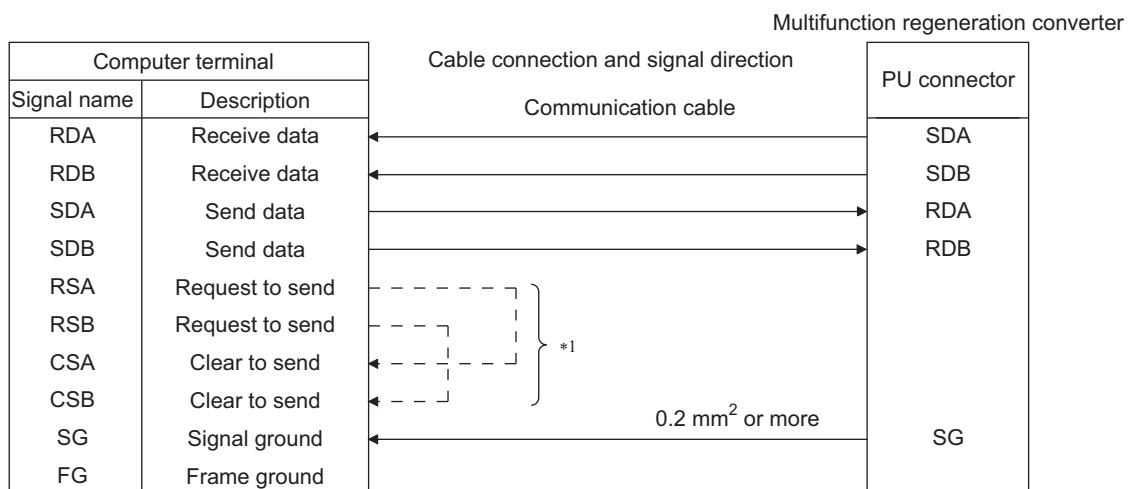 Multifunction regeneration converter
Computer terminal
Cable connection and signal direction
PU connector
Signal name Description
Communication cable
RDA Receive data SDA
RDB Receive data SDB
SDA Send data RDA
SDB Send data RDB
RSA Request to send
RSB Request to send
*1
CSA Clear to send
CSB Clear to send
0.2 mm² or more
SG Signal ground SG
FG Frame ground